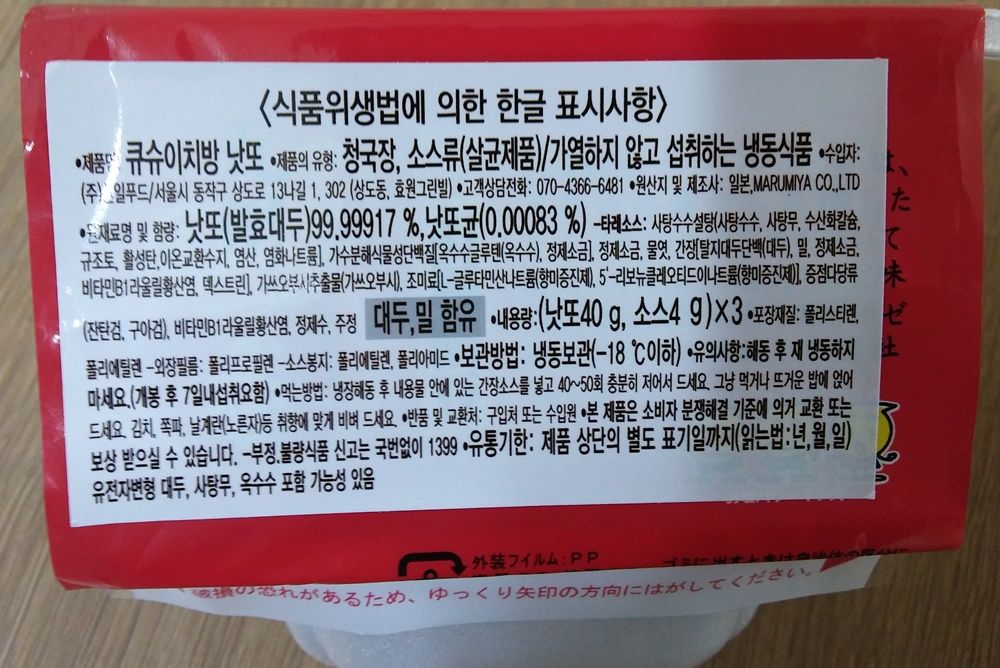 <식품위생법에 의한 한글 표시사항>
•제품명 큐슈이치방 낫또 •제품의 유형: 청국장, 소스류(살균제품)/가열하지 않고 섭취하는 냉동식품 •수입자:
(주) 일푸드/서울시 동작구 상도로 13나길 1, 302 (상도동, 효원그린빌) •고객상담전화: 070-4366-6481 •원산지 및 제조사: 일본,MARUMIYA CO.,LTD
•원재료명 및 함량: 낫또(발효대두)99.99917 %,낫또균(0.00083 %) -타레소스: 사탕수수설탕(사탕수수, 사탕무, 수산화칼슘,
규조토, 활성탄,이온교환수지, 염산, 염화나트륨], 가수분해식물성단백질[옥수수글루텐(옥수수), 정제소금], 정제소금, 물엿, 간장[탈지대두단백(대두), 밀, 정제소금,
비타민B1라울릴황산염, 덱스트린], 가쓰오부시추출물(가쓰오부시), 조미료[L-글루타민산나트륨(향미증진제), 5'-리보뉴클레오티드이나트륨(향미증진제)], 증점다당류
(잔탄검, 구아검), 비타민B1라울릴황산염, 정제수, 주정 대두,밀 함유 •내용량:(낫또40 g, 소스4 g)×3 •포장재질: 폴리스티렌,
폴리에틸렌 -외장필름: 폴리프로필렌 -소스봉지: 폴리에틸렌, 폴리아미드 •보관방법: 냉동보관(-18 ℃이하) •유의사항:해동 후 재 냉동하지
마세요.(개봉 후 7일내섭취요함) •먹는방법: 냉장해동 후 내용물 안에 있는 간장소스를 넣고 40~50회 충분히 저어서 드세요. 그냥 먹거나 뜨거운 밥에 얹어
드세요. 김치, 쪽파, 날계란(노른자)등 취향에 맞게 비벼 드세요. •반품 및 교환처: 구입처 또는 수입원 •본 제품은 소비자 분쟁해결 기준에 의거 교환 또는
보상 받으실 수 있습니다. -부정.불량식품 신고는 국번없이 1399 •유통기한: 제품 상단의 별도 표기일까지(읽는법:년,월,일)
유전자변형 대두, 사탕무, 옥수수 포함 가능성 있음
た
て
味
ゼ
社
外装フイルム:PP
破損の恐れがあるため、ゆっくり矢印の方向にはがしてください。